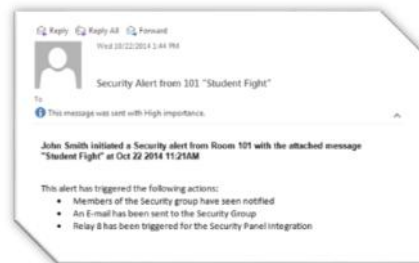 Reply Reply All Forward
Wed 10/22/2014 1:44 PM
Security Alert from 101 "Student Fight"
To
This message was sent with High importance.
John Smith initiated a Security alert from Room 101 with the attached message
"Student Fight" at Oct 22 2014 11:21AM
This alert has triggered the following actions:
• Members of the Security group have seen notified
• An E-mail has been sent to the Security Group
• Relay 8 has been triggered for the Security Panel Integration